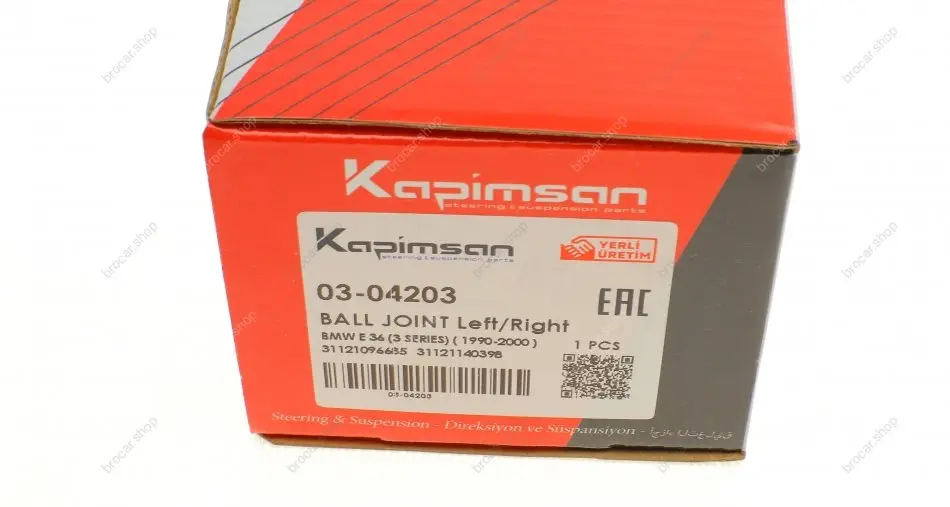 Kapimsan
steering & suspension parts
Kapimsan
steering & suspension parts
YERLİ
ÜRETİM
03-04203
EAC
BALL JOINT Left/Right
BMW E 36 (3 SERIES) ( 1990-2000 )
1 PCS
31121096685 31121140398
03-04203
Steering & Suspension - Direksiyon ve Süspansiyon -
brocar.shop